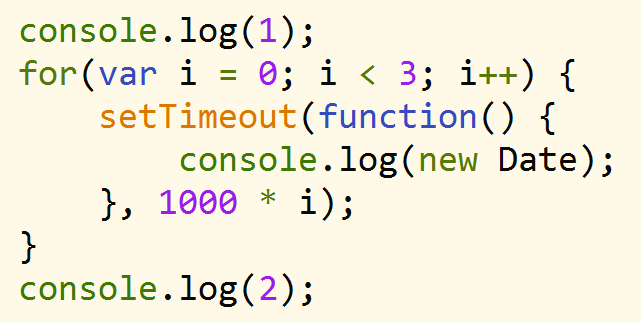 console.log(1);
for(var i = 0; i < 3; i++) {
    setTimeout(function() {
        console.log(new Date);
    }, 1000 * i);
}
console.log(2);